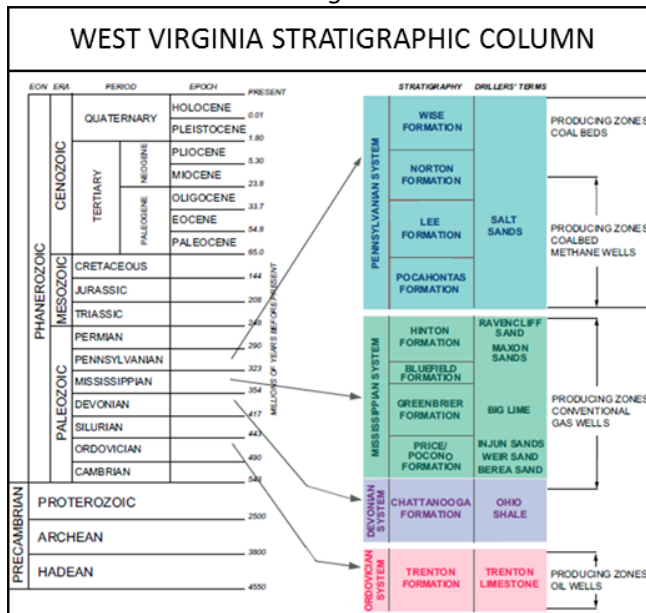 WEST VIRGINIA STRATIGRAPHIC COLUMN
EON ERA PERIOD EPOCH
PRESENT
PHANEROZOIC
CENOZOIC
QUATERNARY
HOLOCENE
0.01
PLEISTOCENE
1.80
TERTIARY
NEOGENE
PLIOCENE
5.30
MIOCENE
23.8
PALEOGENE
OLIGOCENE
33.7
EOCENE
54.8
PALEOCENE
65.0
MESOZOIC
CRETACEOUS
144
JURASSIC
208
TRIASSIC
248
PALEOZOIC
PERMIAN
290
PENNSYLVANIAN
323
MISSISSIPPIAN
354
DEVONIAN
417
SILURIAN
443
ORDOVICIAN
490
CAMBRIAN
543
PRECAMBRIAN
PROTEROZOIC
2500
ARCHEAN
3800
HADEAN
4550
MILLIONS OF YEARS BEFORE PRESENT
STRATIGRAPHY DRILLERS' TERMS
PENNSYLVANIAN SYSTEM
WISE
FORMATION
NORTON
FORMATION
LEE
FORMATION
POCAHONTAS
FORMATION
SALT
SANDS
PRODUCING ZONES
COAL BEDS
PRODUCING ZONES
COALBED
METHANE WELLS
MISSISSIPPIAN SYSTEM
HINTON
FORMATION
BLUEFIELD
FORMATION
GREENBRIER
FORMATION
PRICE/
POCONO
FORMATION
RAVENCLIFF
SAND
MAXON
SANDS
BIG LIME
INJUN SANDS
WEIR SAND
BEREA SAND
PRODUCING ZONES
CONVENTIONAL
GAS WELLS
DEVONIAN
SYSTEM
CHATTANOOGA
FORMATION
OHIO
SHALE
ORDOVICIAN
SYSTEM
TRENTON
FORMATION
TRENTON
LIMESTONE
PRODUCING ZONES
OIL WELLS